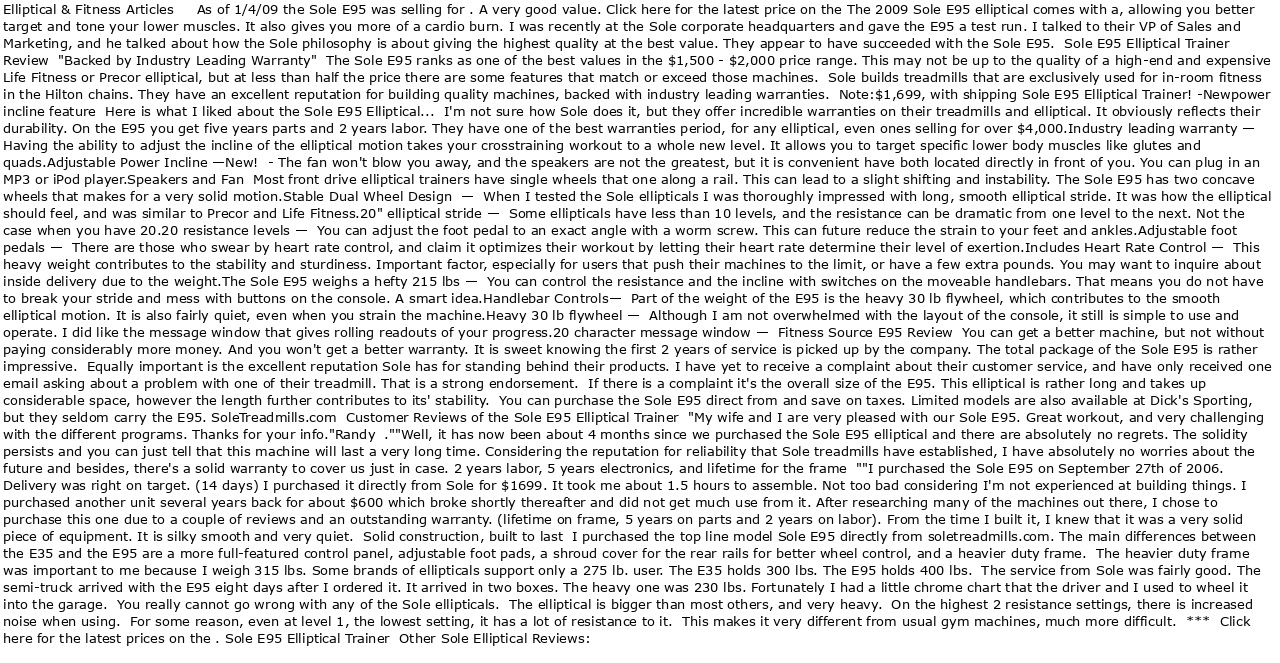 Elliptical & Fitness Articles     As of 1/4/09 the Sole E95 was selling for . A very good value. Click here for the latest price on the The 2009 Sole E95 elliptical comes with a, allowing you better
target and tone your lower muscles. It also gives you more of a cardio burn. I was recently at the Sole corporate headquarters and gave the E95 a test run. I talked to their VP of Sales and
Marketing, and he talked about how the Sole philosophy is about giving the highest quality at the best value. They appear to have succeeded with the Sole E95.  Sole E95 Elliptical Trainer
Review  "Backed by Industry Leading Warranty"  The Sole E95 ranks as one of the best values in the $1,500 - $2,000 price range. This may not be up to the quality of a high-end and expensive
Life Fitness or Precor elliptical, but at less than half the price there are some features that match or exceed those machines.  Sole builds treadmills that are exclusively used for in-room fitness
in the Hilton chains. They have an excellent reputation for building quality machines, backed with industry leading warranties.  Note:$1,699, with shipping Sole E95 Elliptical Trainer! -Newpower
incline feature  Here is what I liked about the Sole E95 Elliptical...  I'm not sure how Sole does it, but they offer incredible warranties on their treadmills and elliptical. It obviously reflects their
durability. On the E95 you get five years parts and 2 years labor. They have one of the best warranties period, for any elliptical, even ones selling for over $4,000.Industry leading warranty —
Having the ability to adjust the incline of the elliptical motion takes your crosstraining workout to a whole new level. It allows you to target specific lower body muscles like glutes and
quads.Adjustable Power Incline —New!  - The fan won't blow you away, and the speakers are not the greatest, but it is convenient have both located directly in front of you. You can plug in an
MP3 or iPod player.Speakers and Fan  Most front drive elliptical trainers have single wheels that one along a rail. This can lead to a slight shifting and instability. The Sole E95 has two concave
wheels that makes for a very solid motion.Stable Dual Wheel Design  —  When I tested the Sole ellipticals I was thoroughly impressed with long, smooth elliptical stride. It was how the elliptical
should feel, and was similar to Precor and Life Fitness.20" elliptical stride —  Some ellipticals have less than 10 levels, and the resistance can be dramatic from one level to the next. Not the
case when you have 20.20 resistance levels —  You can adjust the foot pedal to an exact angle with a worm screw. This can future reduce the strain to your feet and ankles.Adjustable foot
pedals —  There are those who swear by heart rate control, and claim it optimizes their workout by letting their heart rate determine their level of exertion.Includes Heart Rate Control —  This
heavy weight contributes to the stability and sturdiness. Important factor, especially for users that push their machines to the limit, or have a few extra pounds. You may want to inquire about
inside delivery due to the weight.The Sole E95 weighs a hefty 215 lbs —  You can control the resistance and the incline with switches on the moveable handlebars. That means you do not have
to break your stride and mess with buttons on the console. A smart idea.Handlebar Controls—  Part of the weight of the E95 is the heavy 30 lb flywheel, which contributes to the smooth
elliptical motion. It is also fairly quiet, even when you strain the machine.Heavy 30 lb flywheel —  Although I am not overwhelmed with the layout of the console, it still is simple to use and
operate. I did like the message window that gives rolling readouts of your progress.20 character message window —  Fitness Source E95 Review  You can get a better machine, but not without
paying considerably more money. And you won't get a better warranty. It is sweet knowing the first 2 years of service is picked up by the company. The total package of the Sole E95 is rather
impressive.  Equally important is the excellent reputation Sole has for standing behind their products. I have yet to receive a complaint about their customer service, and have only received one
email asking about a problem with one of their treadmill. That is a strong endorsement.  If there is a complaint it's the overall size of the E95. This elliptical is rather long and takes up
considerable space, however the length further contributes to its' stability.  You can purchase the Sole E95 direct from and save on taxes. Limited models are also available at Dick's Sporting,
but they seldom carry the E95. SoleTreadmills.com  Customer Reviews of the Sole E95 Elliptical Trainer  "My wife and I are very pleased with our Sole E95. Great workout, and very challenging
with the different programs. Thanks for your info."Randy  .""Well, it has now been about 4 months since we purchased the Sole E95 elliptical and there are absolutely no regrets. The solidity
persists and you can just tell that this machine will last a very long time. Considering the reputation for reliability that Sole treadmills have established, I have absolutely no worries about the
future and besides, there's a solid warranty to cover us just in case. 2 years labor, 5 years electronics, and lifetime for the frame  ""I purchased the Sole E95 on September 27th of 2006.
Delivery was right on target. (14 days) I purchased it directly from Sole for $1699. It took me about 1.5 hours to assemble. Not too bad considering I'm not experienced at building things. I
purchased another unit several years back for about $600 which broke shortly thereafter and did not get much use from it. After researching many of the machines out there, I chose to
purchase this one due to a couple of reviews and an outstanding warranty. (lifetime on frame, 5 years on parts and 2 years on labor). From the time I built it, I knew that it was a very solid
piece of equipment. It is silky smooth and very quiet.  Solid construction, built to last  I purchased the top line model Sole E95 directly from soletreadmills.com. The main differences between
the E35 and the E95 are a more full-featured control panel, adjustable foot pads, a shroud cover for the rear rails for better wheel control, and a heavier duty frame.  The heavier duty frame
was important to me because I weigh 315 lbs. Some brands of ellipticals support only a 275 lb. user. The E35 holds 300 lbs. The E95 holds 400 lbs.  The service from Sole was fairly good. The
semi-truck arrived with the E95 eight days after I ordered it. It arrived in two boxes. The heavy one was 230 lbs. Fortunately I had a little chrome chart that the driver and I used to wheel it
into the garage.  You really cannot go wrong with any of the Sole ellipticals.  The elliptical is bigger than most others, and very heavy.  On the highest 2 resistance settings, there is increased
noise when using.  For some reason, even at level 1, the lowest setting, it has a lot of resistance to it.  This makes it very different from usual gym machines, much more difficult.  ***  Click
here for the latest prices on the . Sole E95 Elliptical Trainer  Other Sole Elliptical Reviews: